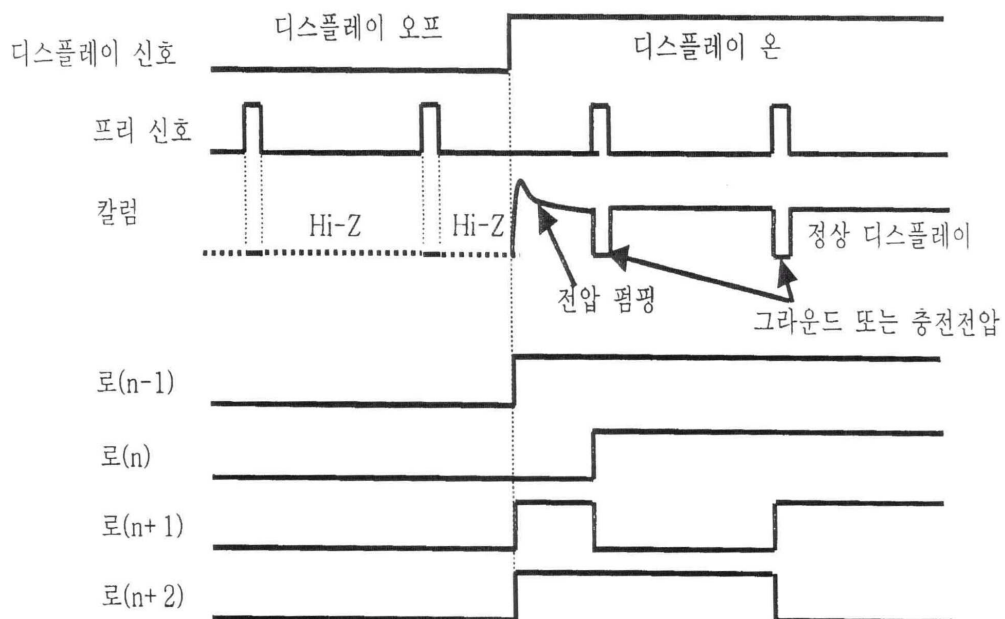 디스플레이 오프
디스플레이 온
디스플레이 신호
프리 신호
칼럼
Hi-Z
Hi-Z
정상 디스플레이
전압 펌핑
그라운드 또는 충전전압
로(n-1)
로(n)
로(n+1)
로(n+2)